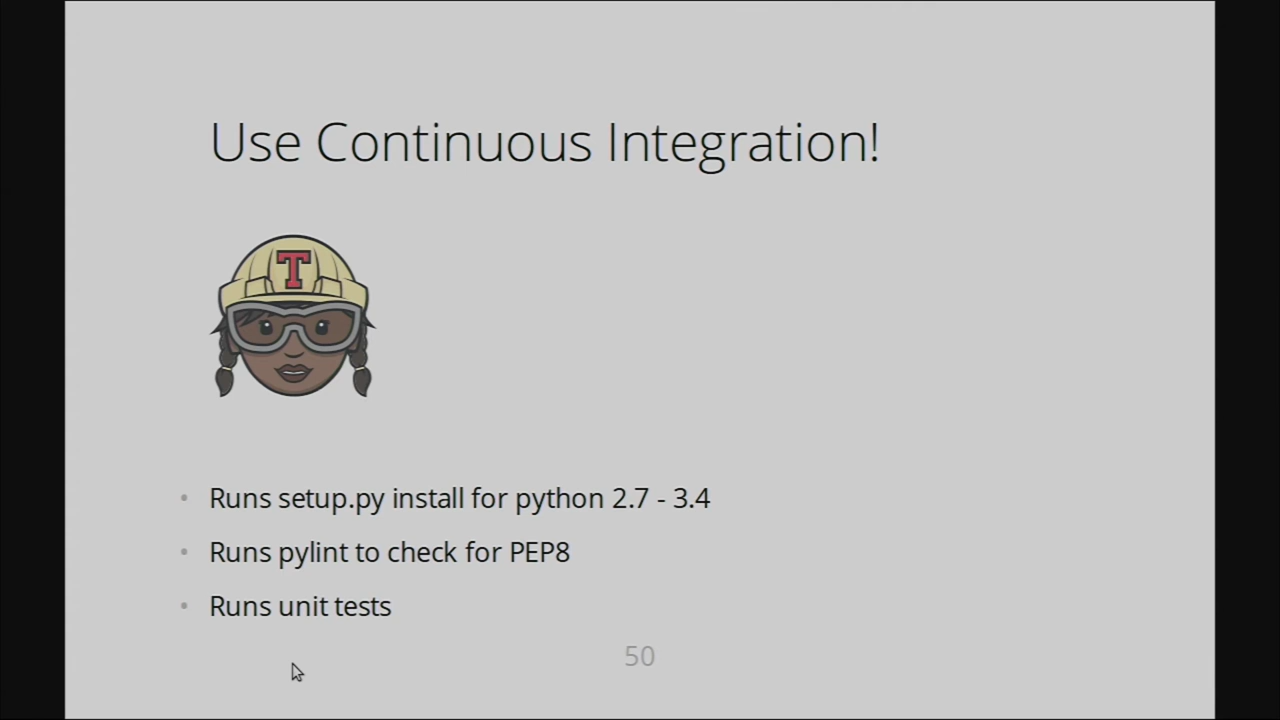 Use Continuous Integration!
T
• Runs setup.py install for python 2.7 - 3.4
• Runs pylint to check for PEP8
• Runs unit tests
50